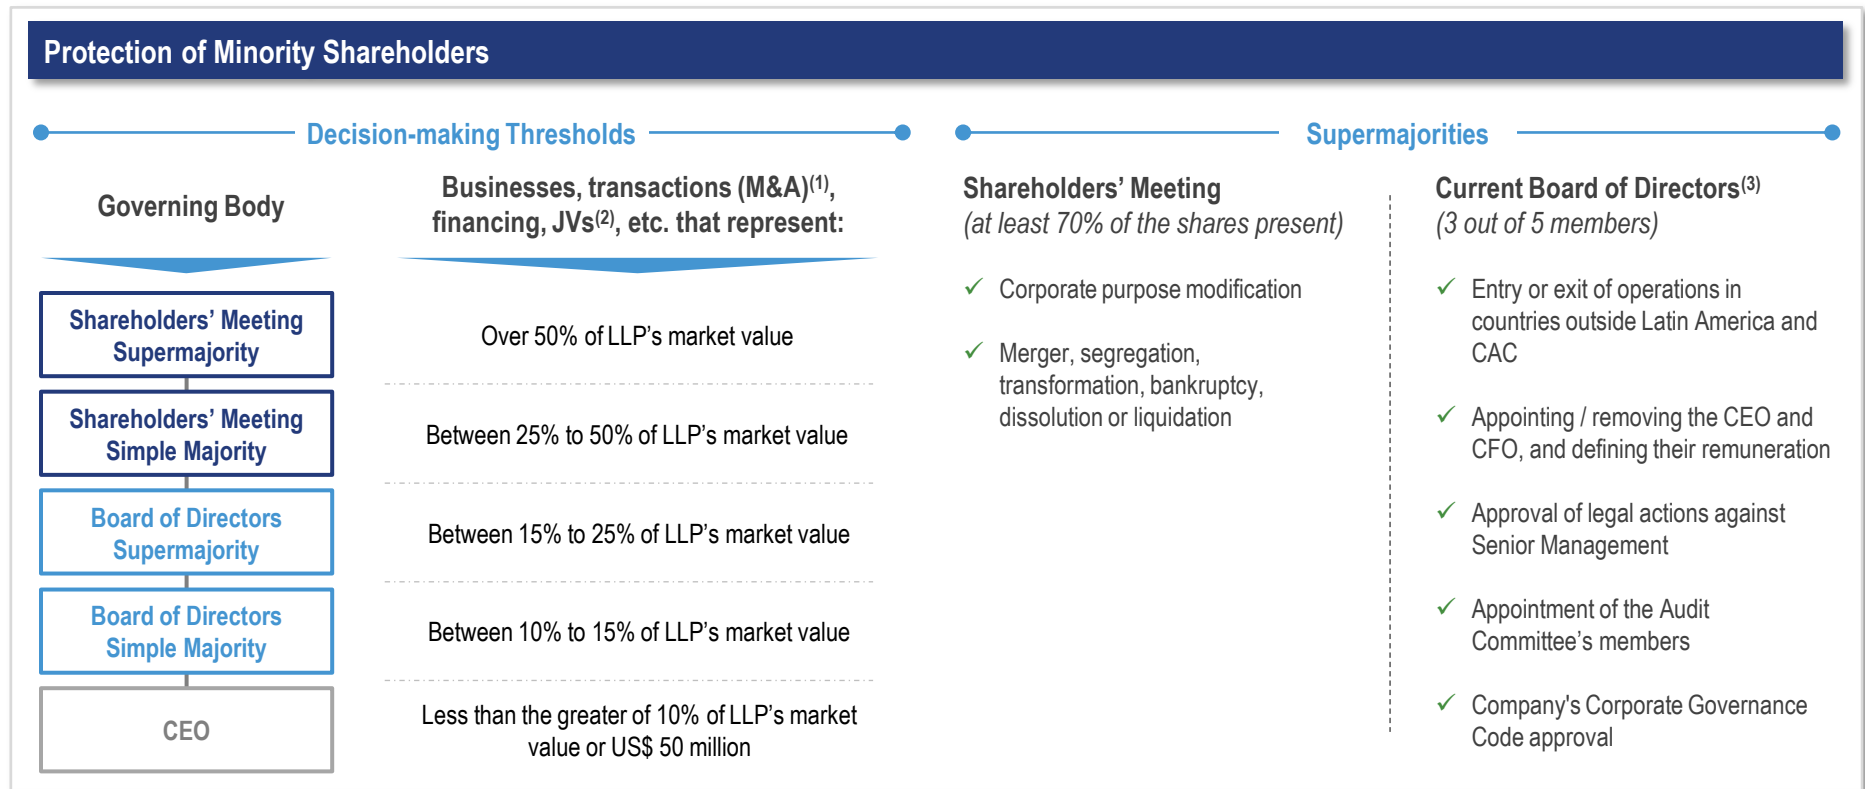 Protection of Minority Shareholders
Decision-making Thresholds
Governing Body
Businesses, transactions (M&A)(1),
financing, JVs(2), etc. that represent:
Shareholders’ Meeting
Supermajority
Over 50% of LLP’s market value
Shareholders’ Meeting
Simple Majority
Between 25% to 50% of LLP’s market value
Board of Directors
Supermajority
Between 15% to 25% of LLP’s market value
Board of Directors
Simple Majority
Between 10% to 15% of LLP’s market value
CEO
Less than the greater of 10% of LLP’s market
value or US$ 50 million
Supermajorities
Shareholders’ Meeting
(at least 70% of the shares present)
Corporate purpose modification
Merger, segregation,
transformation, bankruptcy,
dissolution or liquidation
Current Board of Directors(3)
(3 out of 5 members)
Entry or exit of operations in
countries outside Latin America and
CAC
Appointing / removing the CEO and
CFO, and defining their remuneration
Approval of legal actions against
Senior Management
Appointment of the Audit
Committee’s members
Company's Corporate Governance
Code approval